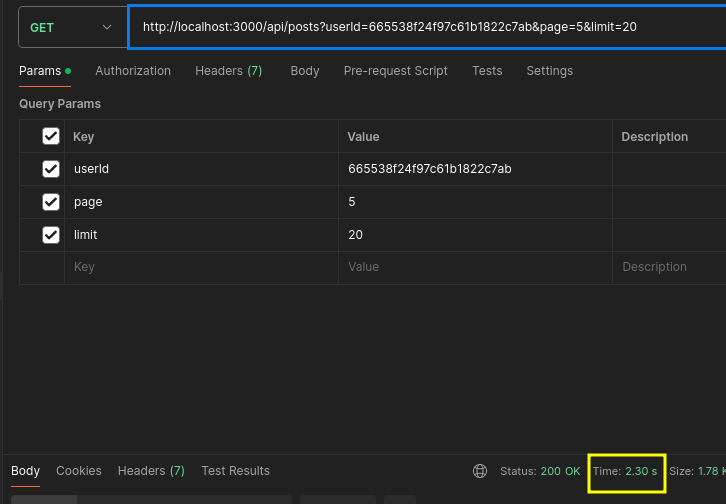 GET http://localhost:3000/api/posts?userId=665538f24f97c61b1822c7ab&page=5&limit=20
Params Authorization Headers (7) Body Pre-request Script Tests Settings
Query Params
Key Value Description
userId 665538f24f97c61b1822c7ab
page 5
limit 20
Key Value Description
Body Cookies Headers (7) Test Results Status: 200 OK Time: 2.30 s Size: 1.78 K